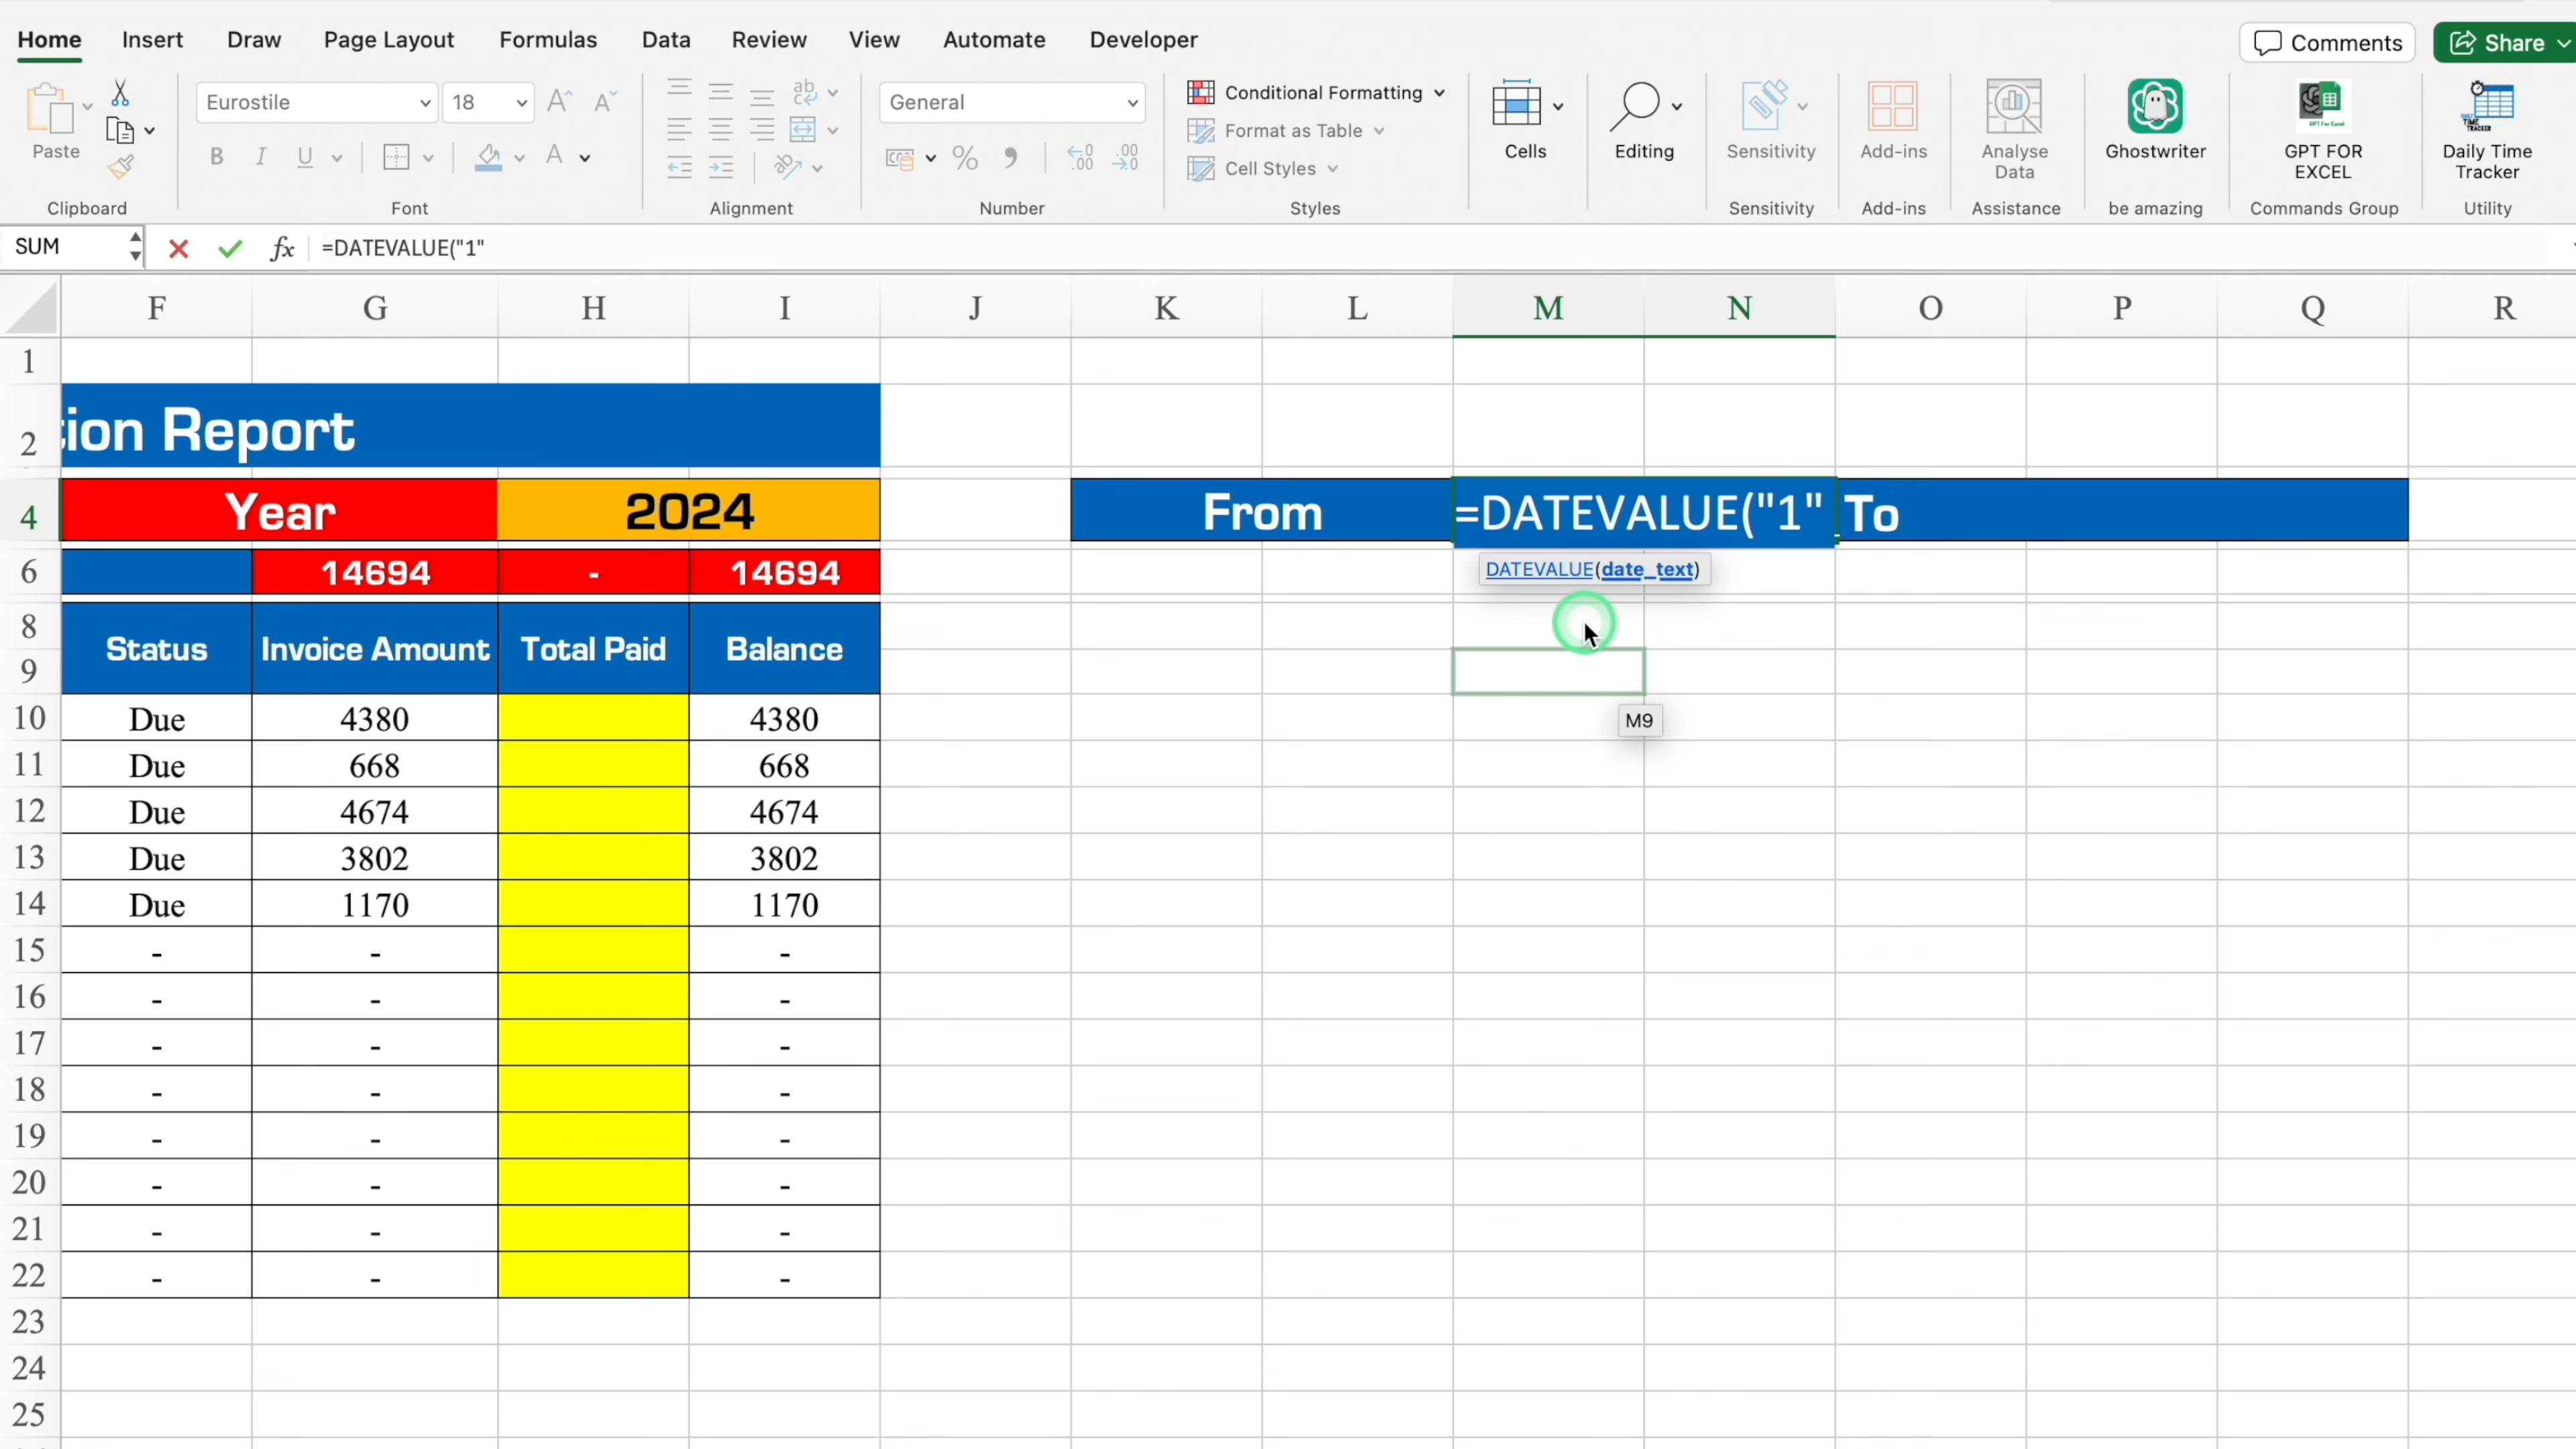 Home Insert Draw Page Layout Formulas Data Review View Automate Developer Comments Share
Paste
Eurostile 18
General
Conditional Formatting
Format as Table
Cell Styles
Cells
Editing
Sensitivity
Add-ins
Analyse Data
Ghostwriter
GPT FOR EXCEL
Daily Time Tracker
Clipboard Font Alignment Number Styles Sensitivity Add-ins Assistance be amazing Commands Group Utility
SUM fx =DATEVALUE("1"
F G H I J K L M N O P Q R
1
2 tion Report
4 Year 2024 From =DATEVALUE("1" To
DATEVALUE(date_text)
6 14694 - 14694
8
Status Invoice Amount Total Paid Balance
9
10 Due 4380 4380
M9
11 Due 668 668
12 Due 4674 4674
13 Due 3802 3802
14 Due 1170 1170
15 - - -
16 - - -
17 - - -
18 - - -
19 - - -
20 - - -
21 - - -
22 - - -
23
24
25